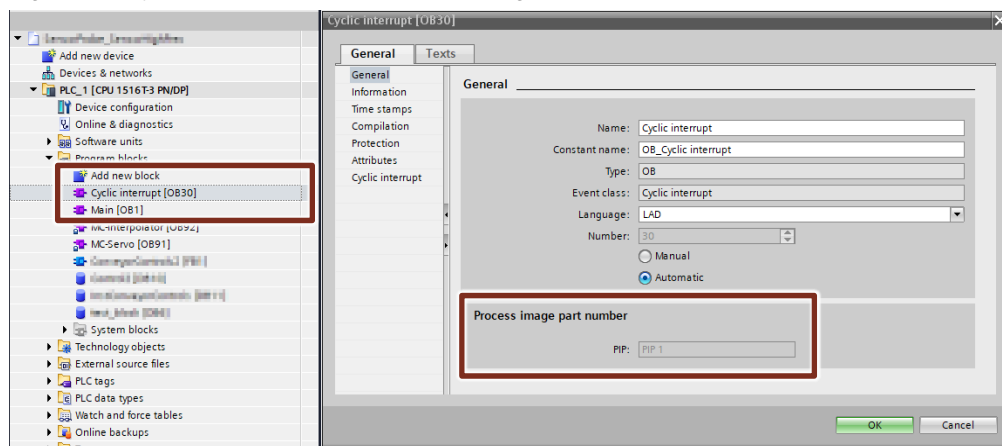 Add new device
Devices & networks
PLC_1 [CPU 1516T-3 PN/DP]
Device configuration
Online & diagnostics
Software units
Program blocks
Add new block
Cyclic interrupt [OB30]
Main [OB1]
MC-Interpolator [OB92]
MC-Servo [OB91]
System blocks
Technology objects
External source files
PLC tags
PLC data types
Watch and force tables
Online backups
Cyclic interrupt [OB30]
General
Texts
General
Information
Time stamps
Compilation
Protection
Attributes
Cyclic interrupt
General
Name: Cyclic interrupt
Constant name: OB_Cyclic interrupt
Type: OB
Event class: Cyclic interrupt
Language: LAD
Number: 30
Manual
Automatic
Process image part number
PIP: PIP 1
OK
Cancel